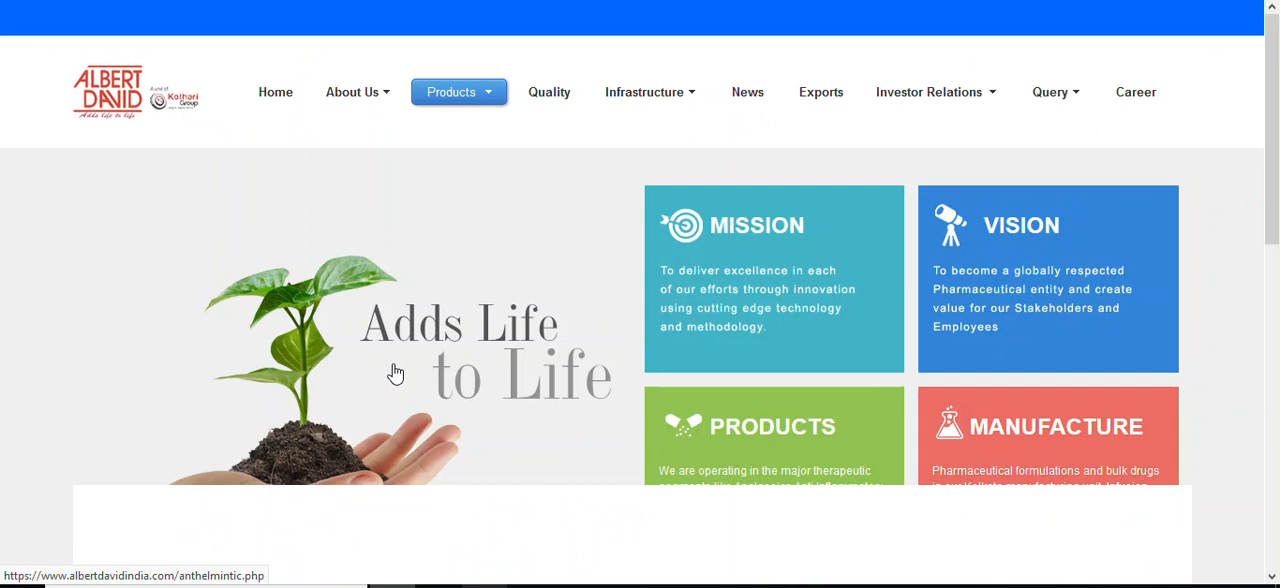 ALBERT
DAVID
Adds life to life
Kothari
Group
Home
About Us
Products
Quality
Infrastructure
News
Exports
Investor Relations
Query
Career
Adds Life
to Life
MISSION
To deliver excellence in each
of our efforts through innovation
using cutting edge technology
and methodology.
VISION
To become a globally respected
Pharmaceutical entity and create
value for our Stakeholders and
Employees
PRODUCTS
We are operating in the major therapeutic
MANUFACTURE
Pharmaceutical formulations and bulk drugs
https://www.albertdavidindia.com/anthelmintic.php